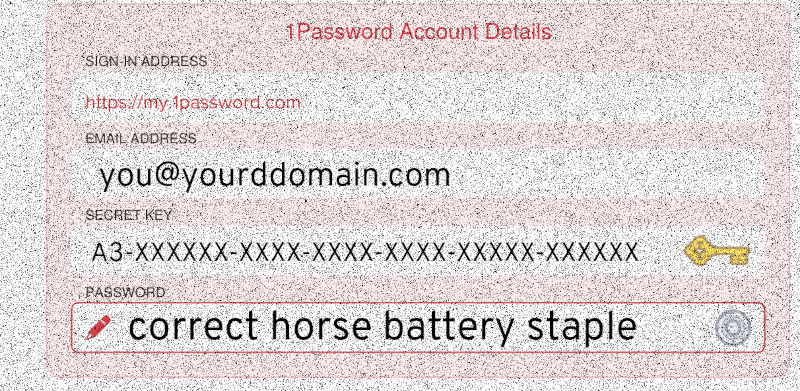 1Password Account Details
SIGN-IN ADDRESS
https://my.1password.com
EMAIL ADDRESS
you@yourddomain.com
SECRET KEY
A3-XXXXXX-XXXX-XXXX-XXXX-XXXXX-XXXXXX
PASSWORD
correct horse battery staple